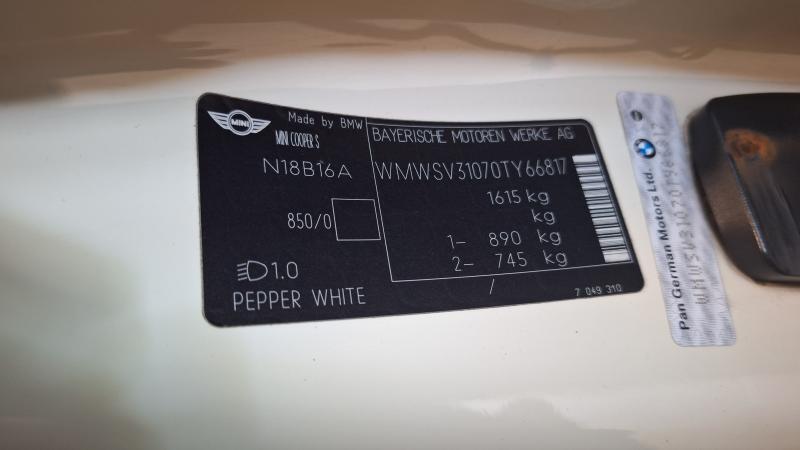 MINI
Made by BMW
MINI COOPER S
N18B16A
850/0
1.0
PEPPER WHITE
BAYERISCHE MOTOREN WERKE AG
WMWSV31070TY66817
1615 kg
kg
1- 890 kg
2- 745 kg
/
7 049 310
Pan German Motors Ltd.
WMWSV31070TY66817